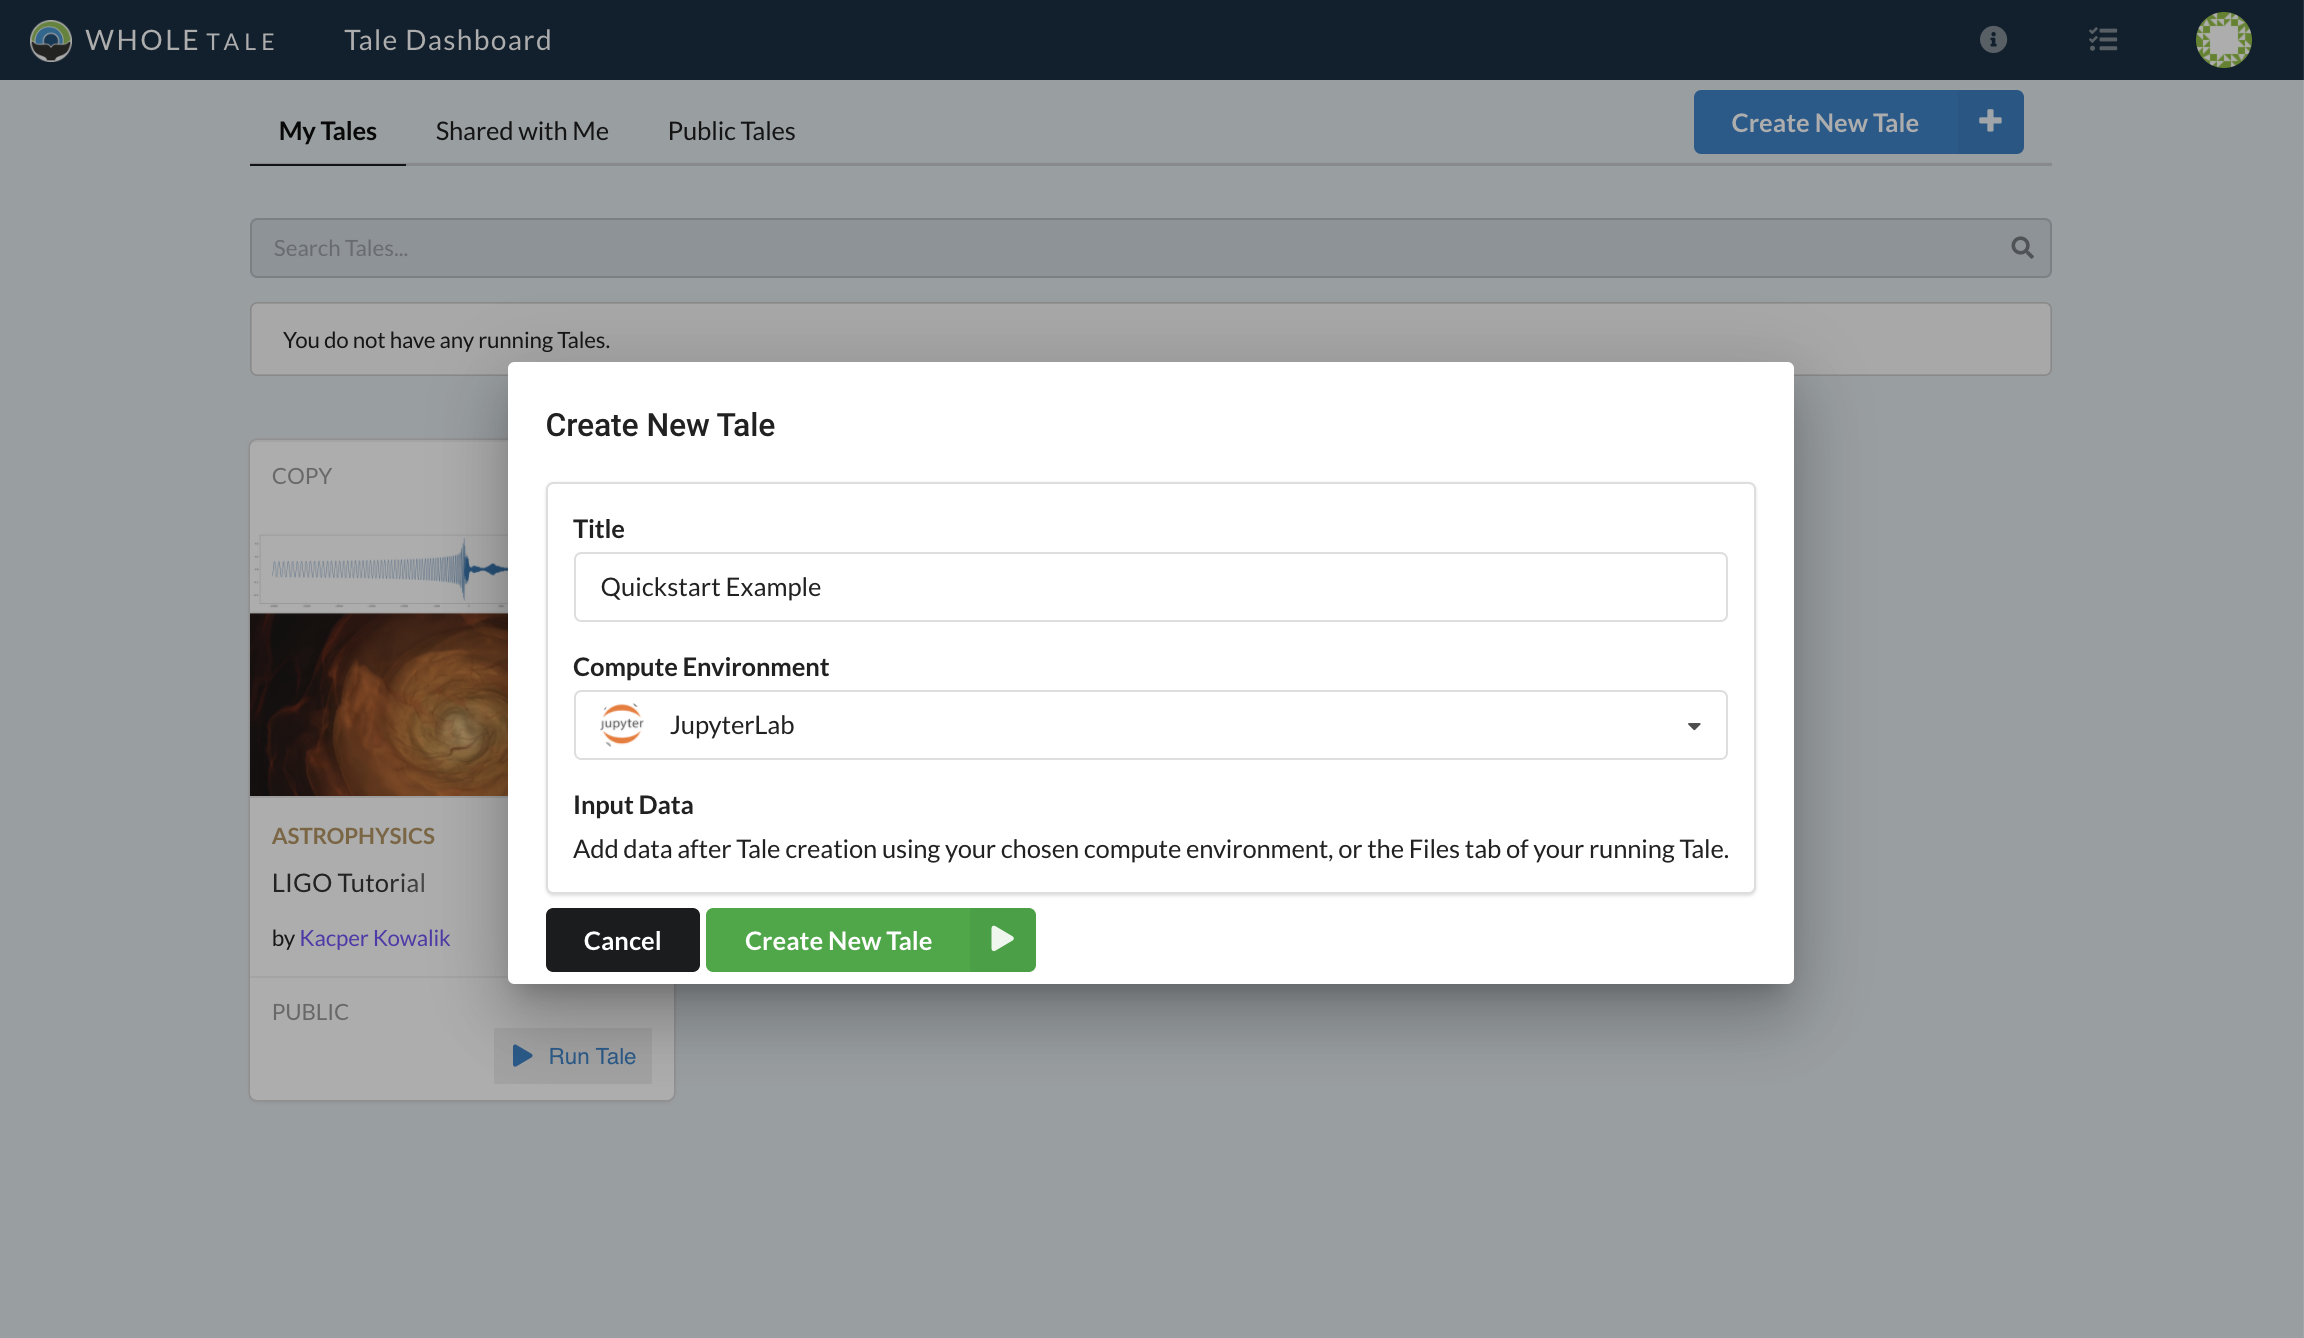 WHOLE TALE
Tale Dashboard
My Tales
Shared with Me
Public Tales
Create New Tale
Search Tales...
You do not have any running Tales.
Create New Tale
Title
Quickstart Example
Compute Environment
jupyter
JupyterLab
Input Data
Add data after Tale creation using your chosen compute environment, or the Files tab of your running Tale.
Cancel
Create New Tale
COPY
ASTROPHYSICS
LIGO Tutorial
by Kacper Kowalik
PUBLIC
Run Tale